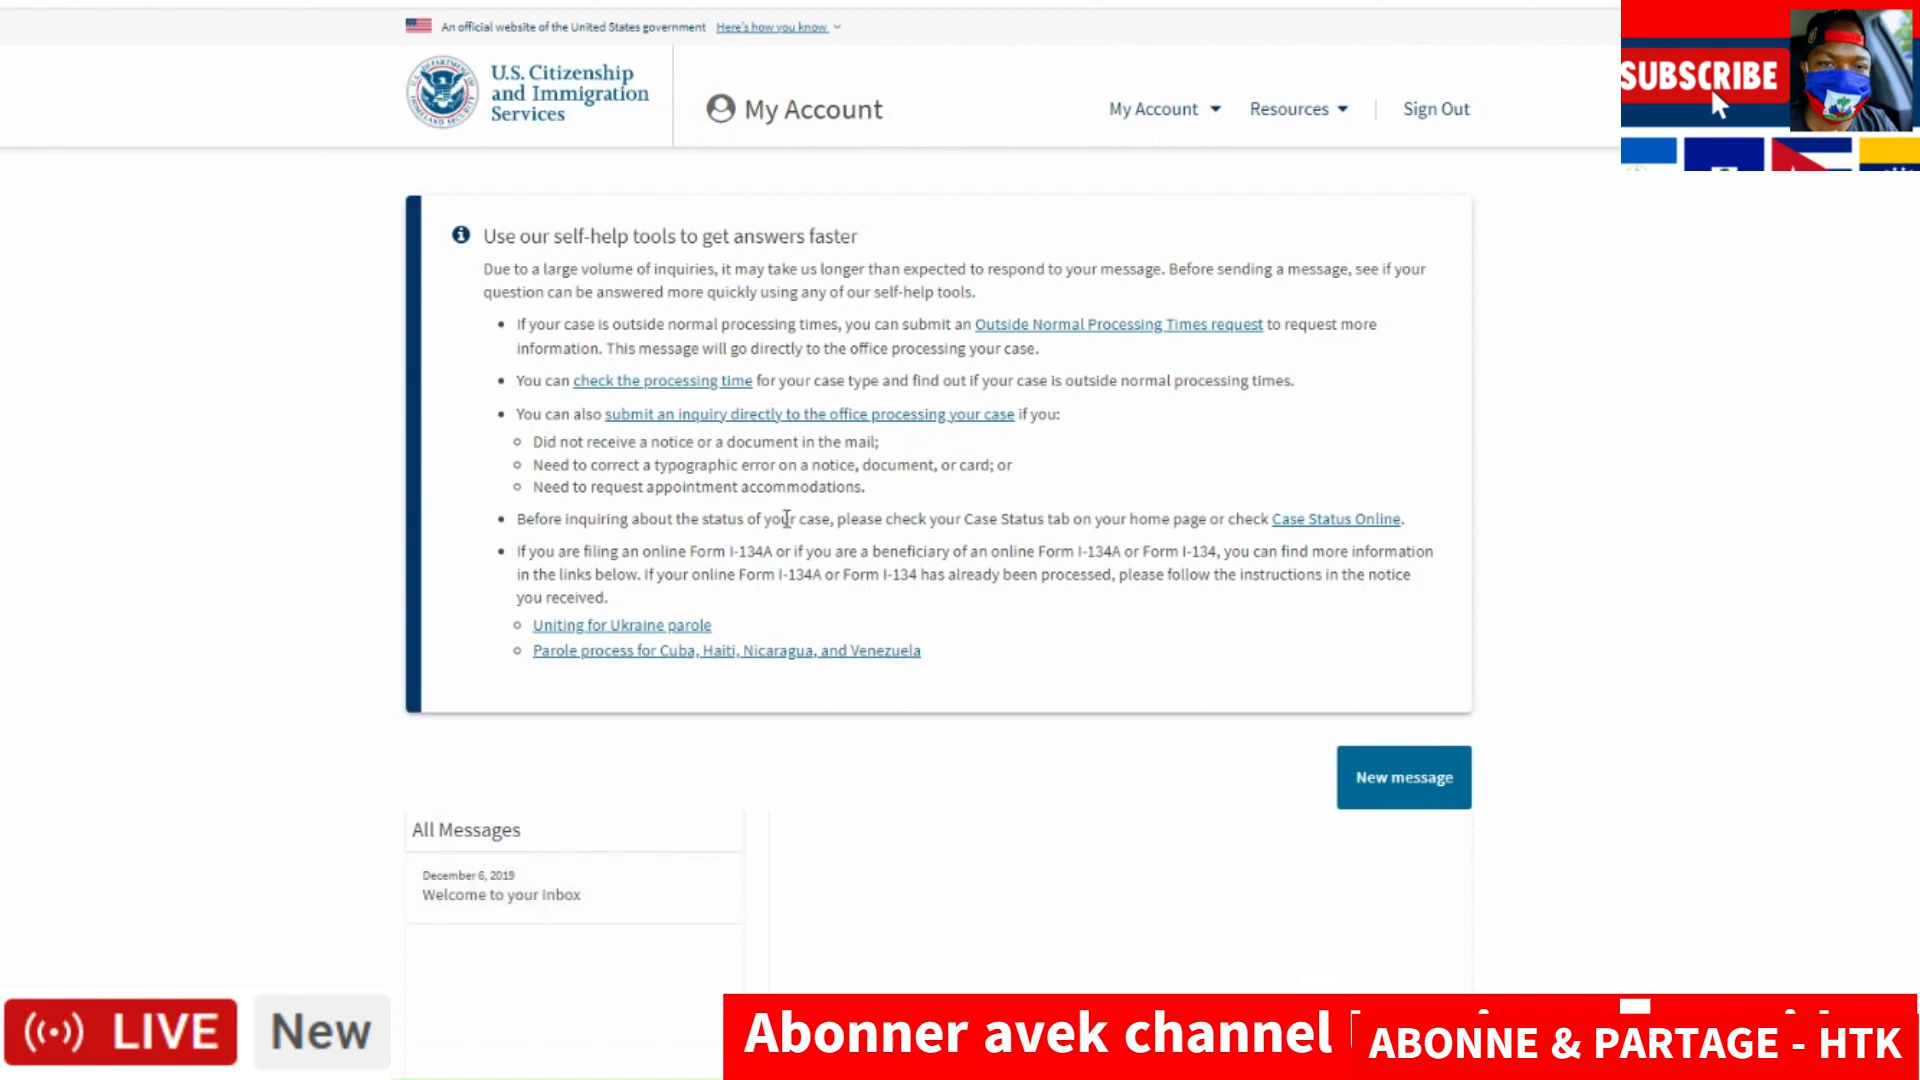 An official website of the United States government Here's how you know
U.S. Citizenship
and Immigration
Services
My Account
My Account
Resources
Sign Out
SUBSCRIBE
Use our self-help tools to get answers faster
Due to a large volume of inquiries, it may take us longer than expected to respond to your message. Before sending a message, see if your
question can be answered more quickly using any of our self-help tools.
If your case is outside normal processing times, you can submit an Outside Normal Processing Times request to request more
information. This message will go directly to the office processing your case.
You can check the processing time for your case type and find out if your case is outside normal processing times.
You can also submit an inquiry directly to the office processing your case if you:
Did not receive a notice or a document in the mail;
Need to correct a typographic error on a notice, document, or card; or
Need to request appointment accommodations.
Before inquiring about the status of your case, please check your Case Status tab on your home page or check Case Status Online.
If you are filing an online Form I-134A or if you are a beneficiary of an online Form I-134A or Form I-134, you can find more information
in the links below. If your online Form I-134A or Form I-134 has already been processed, please follow the instructions in the notice
you received.
Uniting for Ukraine parole
Parole process for Cuba, Haiti, Nicaragua, and Venezuela
New message
All Messages
December 6, 2019
Welcome to your Inbox
LIVE
New
Abonner avek channel
ABONNE & PARTAGE - HTK